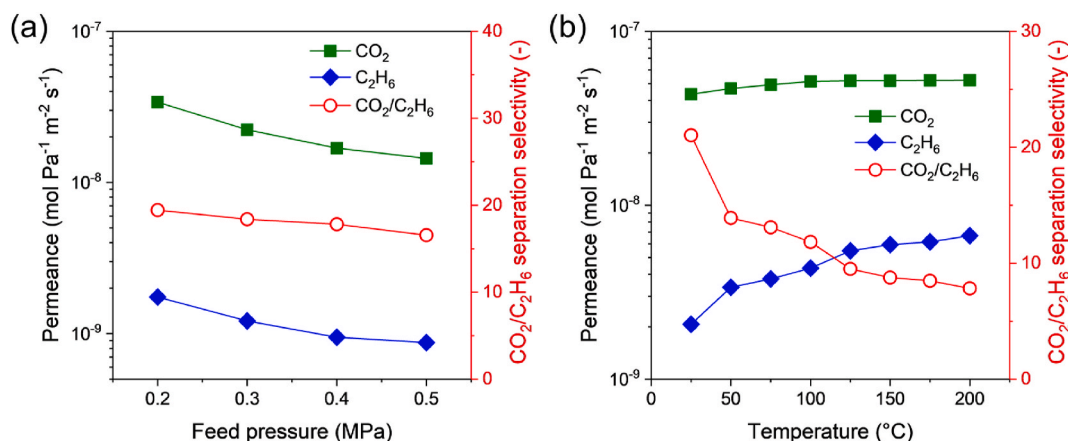 (a)
10⁻⁷
10⁻⁸
10⁻⁹
Permeance (mol Pa⁻¹ m⁻² s⁻¹)
CO₂
C₂H₆
CO₂/C₂H₆
40
30
20
10
0
CO₂/C₂H₆ separation selectivity (-)
0.2 0.3 0.4 0.5
Feed pressure (MPa)
(b)
10⁻⁷
10⁻⁸
10⁻⁹
Permeance (mol Pa⁻¹ m⁻² s⁻¹)
CO₂
C₂H₆
CO₂/C₂H₆
30
20
10
0
CO₂/C₂H₆ separation selectivity (-)
0 50 100 150 200
Temperature (°C)